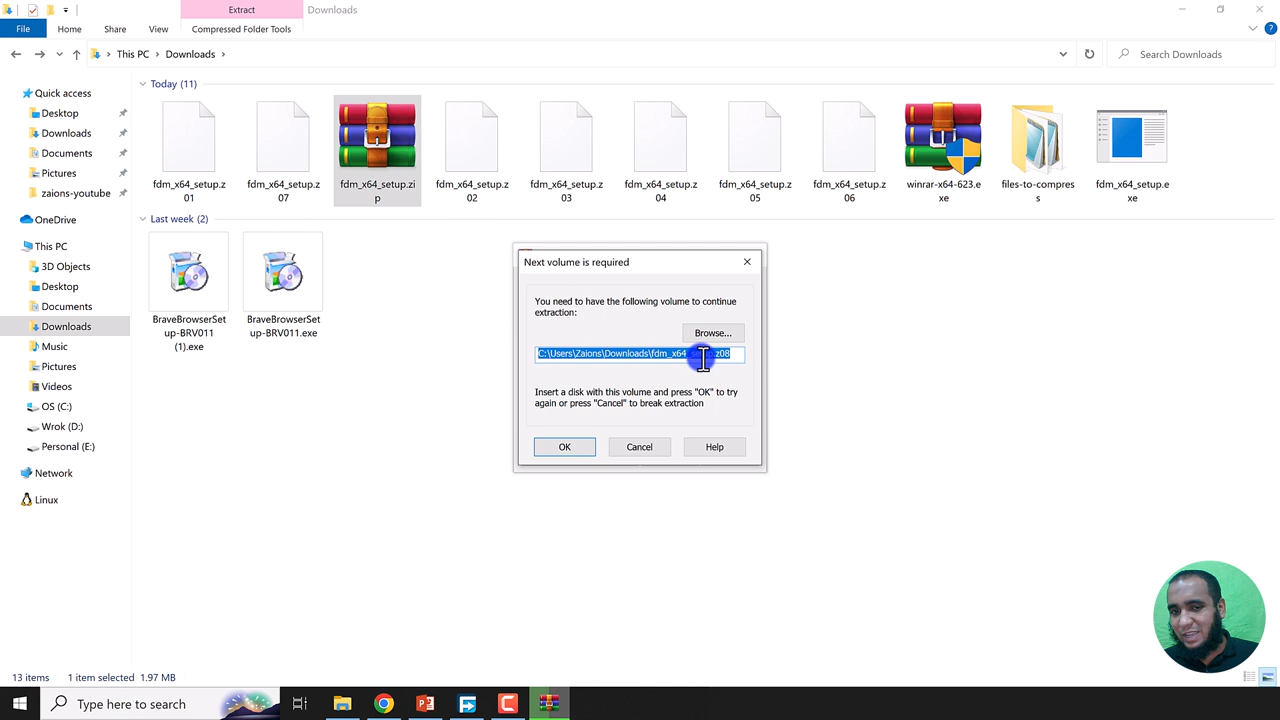 Extract
Downloads
File
Home
Share
View
Compressed Folder Tools
This PC
Downloads
Search Downloads
Quick access
Desktop
Downloads
Documents
Pictures
zaions-youtube
OneDrive
This PC
3D Objects
Desktop
Documents
Downloads
Music
Pictures
Videos
OS (C:)
Wrok (D:)
Personal (E:)
Network
Linux
Today (11)
fdm_x64_setup.z
01
fdm_x64_setup.z
07
fdm_x64_setup.zi
p
fdm_x64_setup.z
02
fdm_x64_setup.z
03
fdm_x64_setup.z
04
fdm_x64_setup.z
05
fdm_x64_setup.z
06
winrar-x64-623.e
xe
files-to-compres
s
fdm_x64_setup.e
xe
Last week (2)
BraveBrowserSet
up-BRV011
(1).exe
BraveBrowserSet
up-BRV011.exe
Next volume is required
You need to have the following volume to continue
extraction:
Browse...
C:\Users\Zaions\Downloads\fdm_x64_setup.z08
Insert a disk with this volume and press "OK" to try
again or press "Cancel" to break extraction
OK
Cancel
Help
13 items
1 item selected 1.97 MB
Type here to search